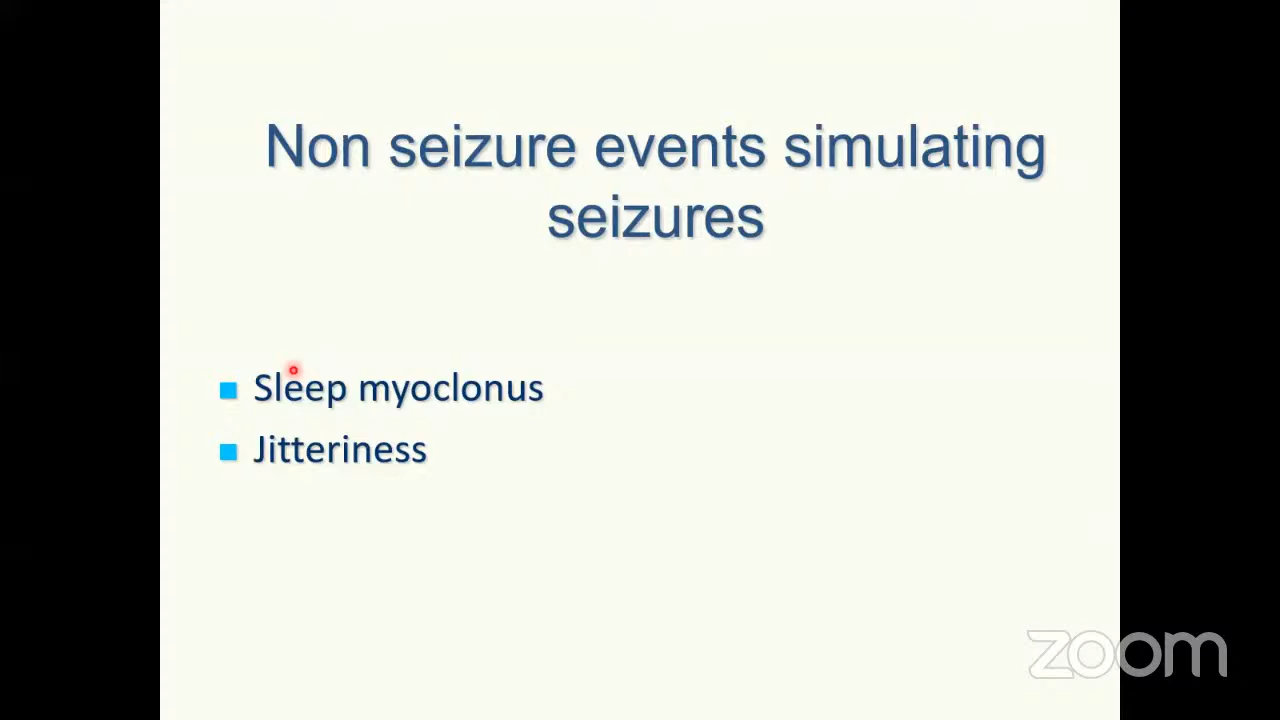 Non seizure events simulating
seizures
Sleep myoclonus
Jitteriness
zoom